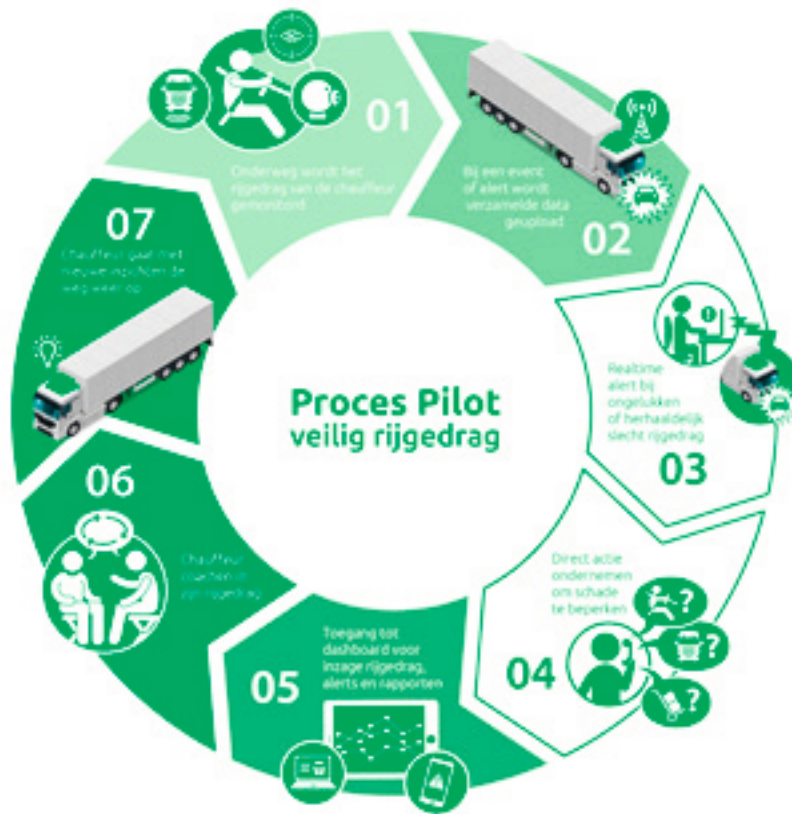 Proces Pilot
veilig rijgedrag
01
Onderweg wordt het
rijgedrag van de chauffeur
gemonitord
02
Bij een event
of alert wordt
verzamelde data
geupload
03
Realtime
alert bij
ongelukken
of herhaaldelijk
slecht rijgedrag
04
Direct actie
ondernemen
om schade
te beperken
?
?
?
05
Toegang tot
dashboard voor
inzage rijgedrag,
alerts en rapporten
06
Chauffeur
coachen in
zijn rijgedrag
07
Chauffeur gaat met
nieuwe inzichten de
weg weer op